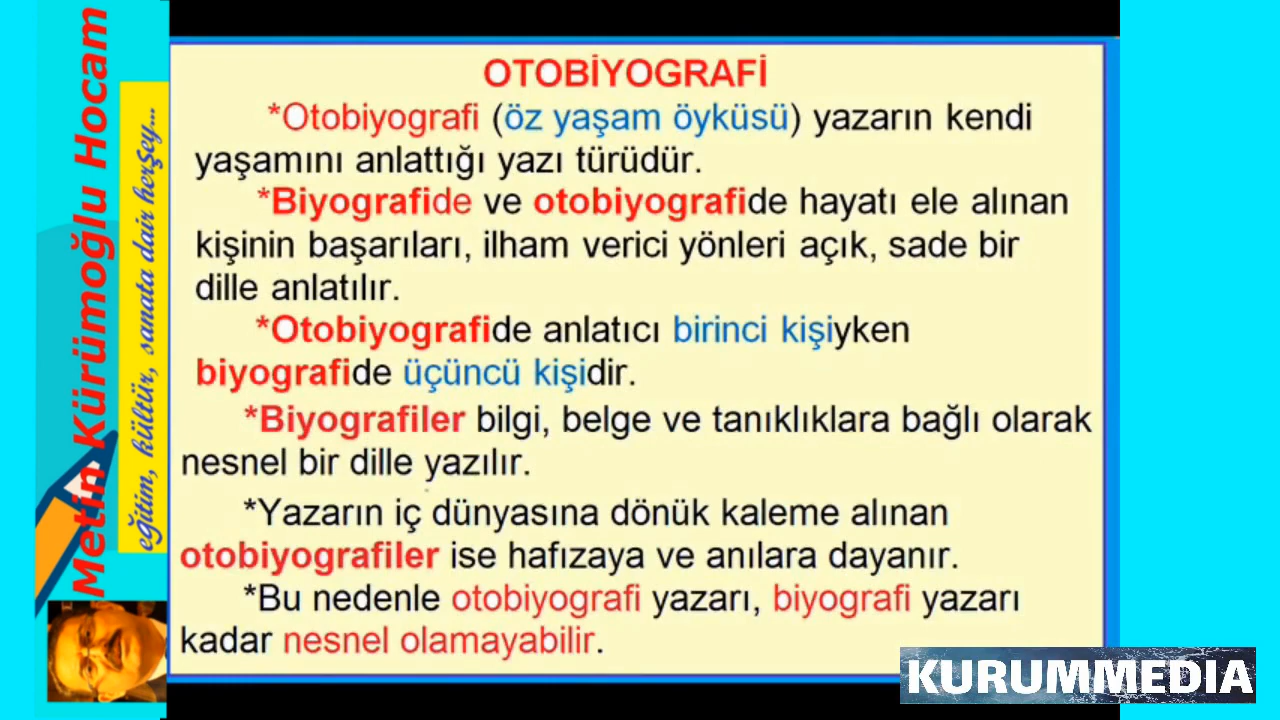 OTOBİYOGRAFİ
*Otobiyografi (öz yaşam öyküsü) yazarın kendi
yaşamını anlattığı yazı türüdür.
*Biyografide ve otobiyografide hayatı ele alınan
kişinin başarıları, ilham verici yönleri açık, sade bir
dille anlatılır.
*Otobiyografide anlatıcı birinci kişiyken
biyografide üçüncü kişidir.
*Biyografiler bilgi, belge ve tanıklıklara bağlı olarak
nesnel bir dille yazılır.
*Yazarın iç dünyasına dönük kaleme alınan
otobiyografiler ise hafızaya ve anılara dayanır.
*Bu nedenle otobiyografi yazarı, biyografi yazarı
kadar nesnel olamayabilir.
Metin Kürümoğlu Hocam
eğitim, kültür, sanata dair herşey...
KURUMMEDIA